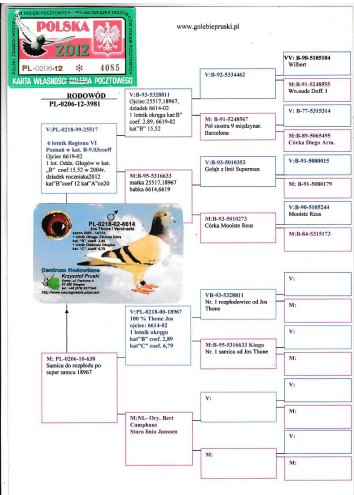 www.golebiepruski.pl
POLSKA
2012
PL-0206-12 * 4085
KARTA WŁASNOŚCI GOŁĘBIA POCZTOWEGO
RODOWÓD
PL-0206-12-3981
V:PL-0218-99-25517
6 lotnik Regionu VI
Poznań w kat. B-9.03coeff
Ojciec: 6619-02
1 lot. Oddz. Głogów w kat.
„B" coef. 15.52 w 2004r.
dziadek roczniaka2012
kat"B"coef 12 kat"A"co20
V:B-93-5328811
Ojciec:25517,18967,
dziadek 6614-02
1 lotnik okręgu kat:B"
coef. 2.89, 6619-02
kat"B" 15,52
M:B-95-5316633
matka 25517,18967
babka 6614,6619
V:B-92-5334462
M:B-91-5248567
Pół siostra 9 międzynar.
Barcelona
V:B-93-5010353
Gołąb z linii Superman
M:B-93-5010273
Córka Mooiste Reus
VV: B-90-5105104
Wilbert
M:B-91-5248555
Wn.oude Doff.1
V:B-77-5315314
M:B-89-5065495
Córka Diego Arm.
V:B-91-5080015
M: B-91-5080179
V:B-90-5105244
Mooiste Reus
M:B-84-5315173
PL-0218-02-6614
Jos Thone / Verstraete
Centrum Hodowlane
Krzysztof Pruski
V:PL-0218-00-18967
100 % Thone Jos
ojciec: 6614-02
1 lotnik okręgu
kat"B" coef. 2,89
kat"C" coef. 6,79
M: PL-0206-10-638
Samica do rozpłodu po
super samcu 18967
M:NL- Ory. Bert
Camphuus
Stara linia Janssen
VB-93-5328811
Nr. 1 rozpłodowiec od Jos
Thone
M:B-95-5316633 Kinga
Nr. 1 samica od Jos Thone
V:
M:
V:
M:
V:
M:
V:
M:
V:
M: